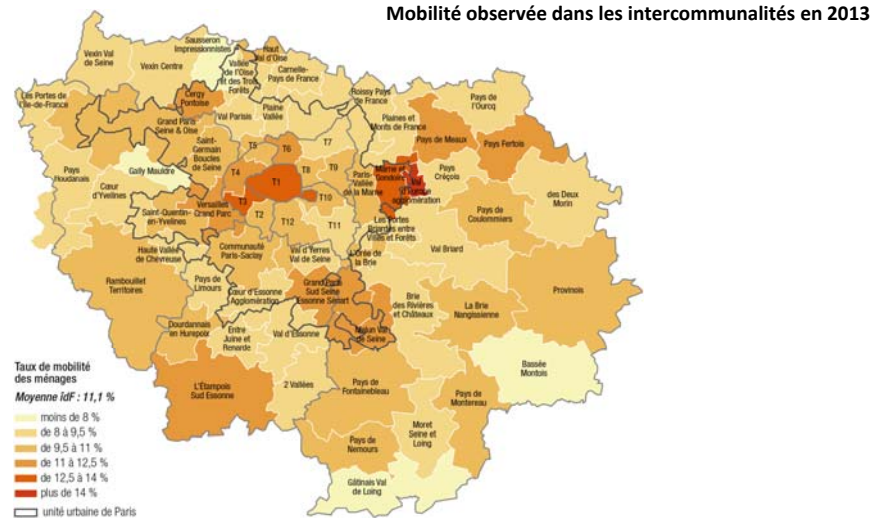 Mobilité observée dans les intercommunalités en 2013
Sausseron
Impressionnistes
Haut
Val d'Oise
Vexin Val
de Seine
Vexin Centre
Vallée
de l'Oise
et des Trois
Forêts
Carnelle-
Pays de France
Les Portes de
l'Île-de-France
Cergy
Pontoise
Roissy Pays
de France
Pays de
l'Ourcq
Grand Paris
Seine & Oise
Val Parisis
Plaine
Vallée
Plaines et
Monts de France
Pays de Meaux
Pays Fertois
Saint-
Germain
Boucles
de Seine
T5
T6
T7
Gally Mauldre
Pays
Houdanais
T4
T8
T9
Paris-
Vallée
de la Marne
Marne et
Gondoire
Val
d'Europe
agglomération
Pays
Créçois
des Deux
Morin
Cœur
d'Yvelines
T1
T3
T10
Versailles
Grand Parc
Saint-Quentin-
en-Yvelines
T2
T12
T11
Les Portes
Briardes entre
Villes et Forêts
Pays de
Coulommiers
Haute Vallée
de Chevreuse
Communauté
Paris-Saclay
Val d'Yerres
Val de Seine
L'Orée de
la Brie
Val Briard
Rambouillet
Territoires
Pays de
Limours
Cœur d'Essonne
Agglomération
Grand Paris
Sud Seine
Essonne Sénart
Brie
des Rivières
et Châteaux
La Brie
Nangissienne
Provinois
Dourdannais
en Hurepoix
Entre
Juine et
Renarde
Val d'Essonne
Melun Val
de Seine
Bassée
Montois
L'Étampois
Sud Essonne
2 Vallées
Pays de
Fontainebleau
Pays de
Montereau
Moret
Seine et
Loing
Pays de
Nemours
Gâtinais Val
de Loing
Taux de mobilité
des ménages
Moyenne îdF : 11,1 %
moins de 8 %
de 8 à 9,5 %
de 9,5 à 11 %
de 11 à 12,5 %
de 12,5 à 14 %
plus de 14 %
unité urbaine de Paris